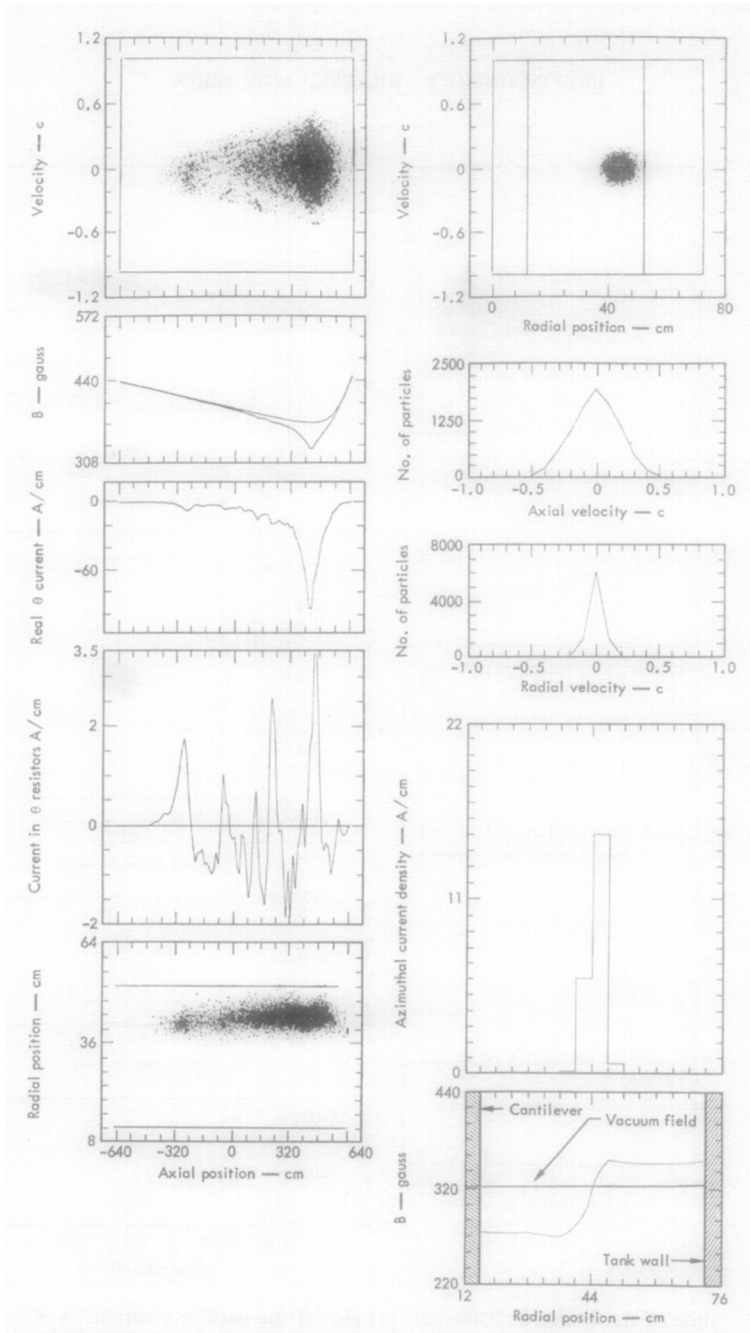 1.2
0.6
0
-0.6
-1.2
Velocity — c
572
440
308
B — gauss
0
-60
Real θ current — A/cm
3.5
2
0
-2
Current in θ resistors A/cm
64
36
8
Radial position — cm
-640 -320 0 320 640
Axial position — cm
1.2
0.6
0
-0.6
-1.2
Velocity — c
0 40 80
Radial position — cm
2500
1250
0
No. of particles
-1.0 -0.5 0 0.5 1.0
Axial velocity — c
8000
4000
0
No. of particles
-1.0 -0.5 0 0.5 1.0
Radial velocity — c
22
11
0
Azimuthal current density — A/cm
440
320
220
B — gauss
Cantilever
Vacuum field
Tank wall
12 44 76
Radial position — cm